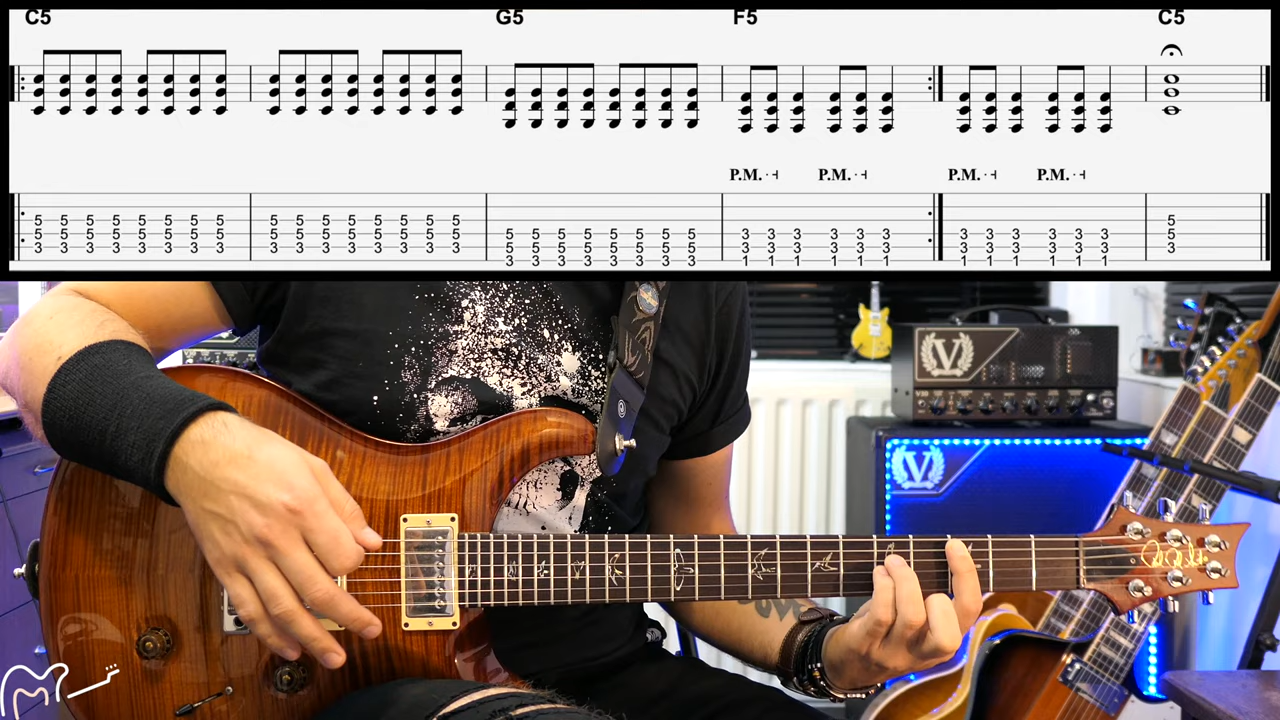 C5 G5 F5 C5
P.M. P.M. P.M. P.M.
5 5 5 5 5 5 5 5 5 5 5 5 5 5 5 5 5
5 5 5 5 5 5 5 5 5 5 5 5 5 5 5 5 5 5 5 5 5 5 5 5 3 3 3 3 3 3 3 3 3 3 3 3 5
3 3 3 3 3 3 3 3 3 3 3 3 3 3 3 3 5 5 5 5 5 5 5 5 3 3 3 3 3 3 3 3 3 3 3 3 3
3 3 3 3 3 3 3 3 1 1 1 1 1 1 1 1 1 1 1 1
V
V30
V